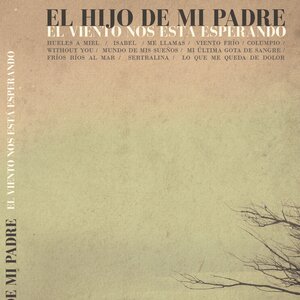 EL HIJO DE MI PADRE
EL VIENTO NOS ESTÁ ESPERANDO
HUELES A MIEL / ISABEL / ME LLAMAS / VIENTO FRÍO / COLUMPIO /
WITHOUT YOU / MUNDO DE MIS SUEÑOS / MI ÚLTIMA GOTA DE SANGRE /
FRÍOS RÍOS AL MAR / SERTRALINA / LO QUE ME QUEDA DE DOLOR
DE MI PADRE EL VIENTO NOS ESTÁ ESPERANDO